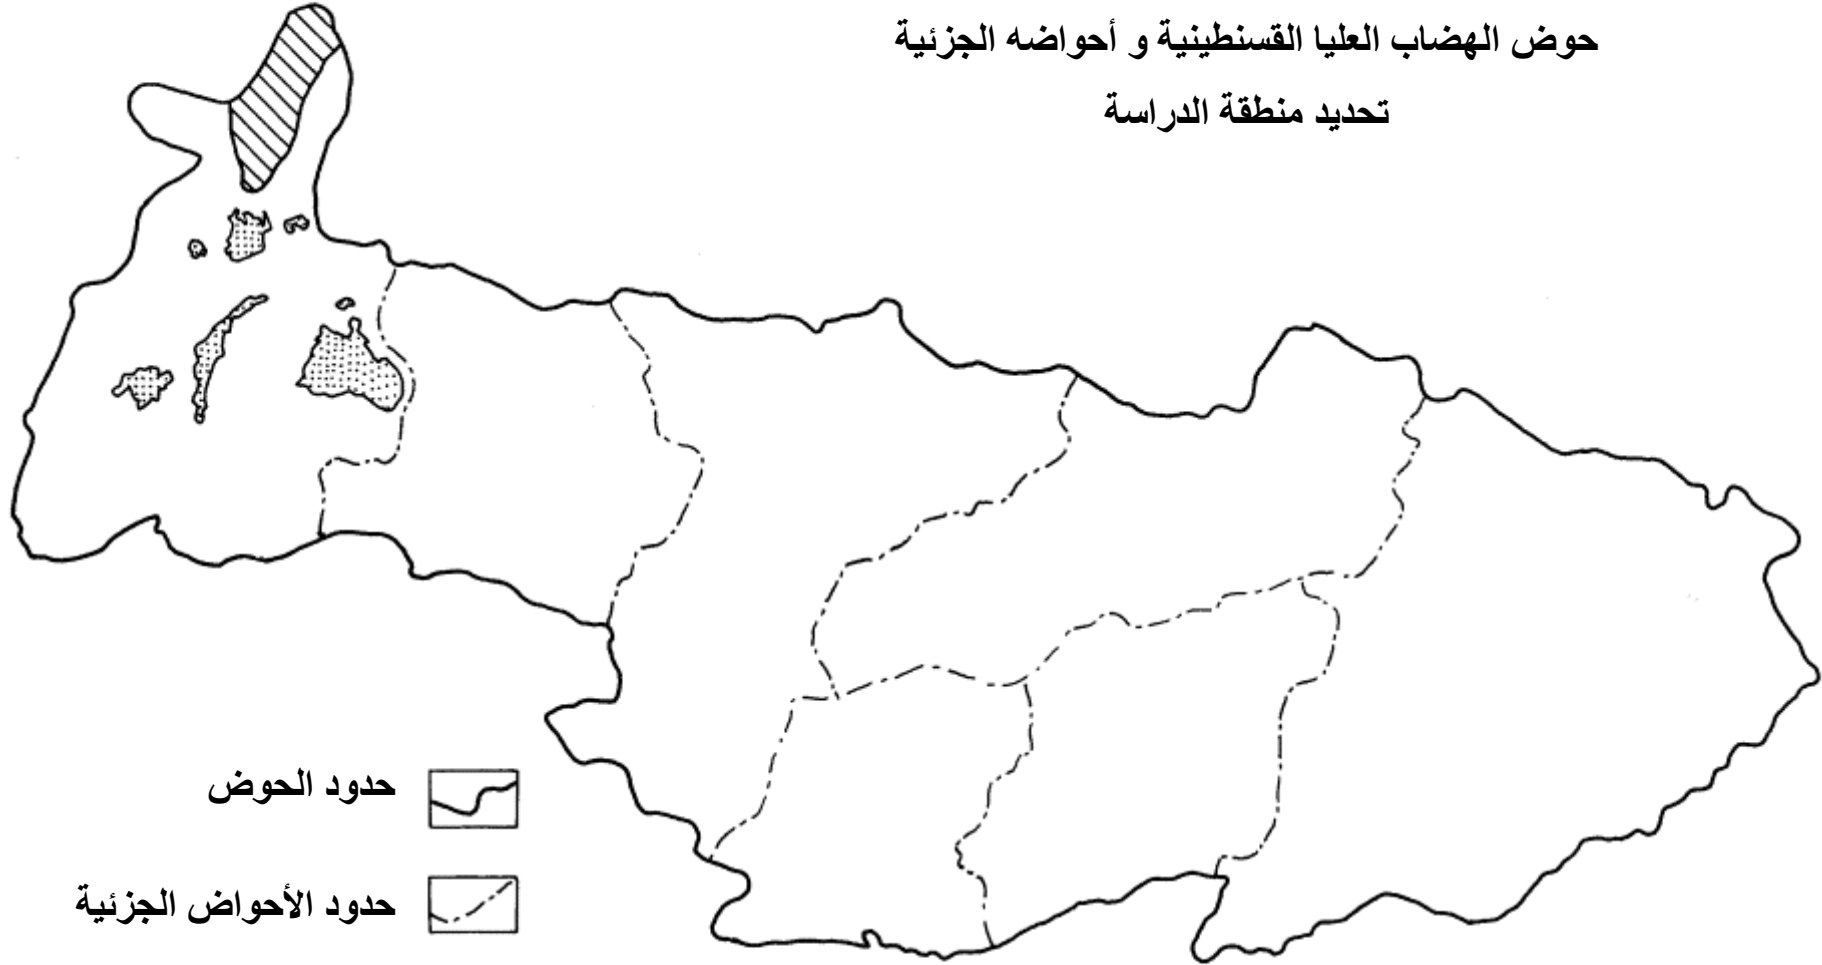 حوض الهضاب العليا القسنطينية و أحواضه الجزئية
تحديد منطقة الدراسة
حدود الحوض
حدود الأحواض الجزئية